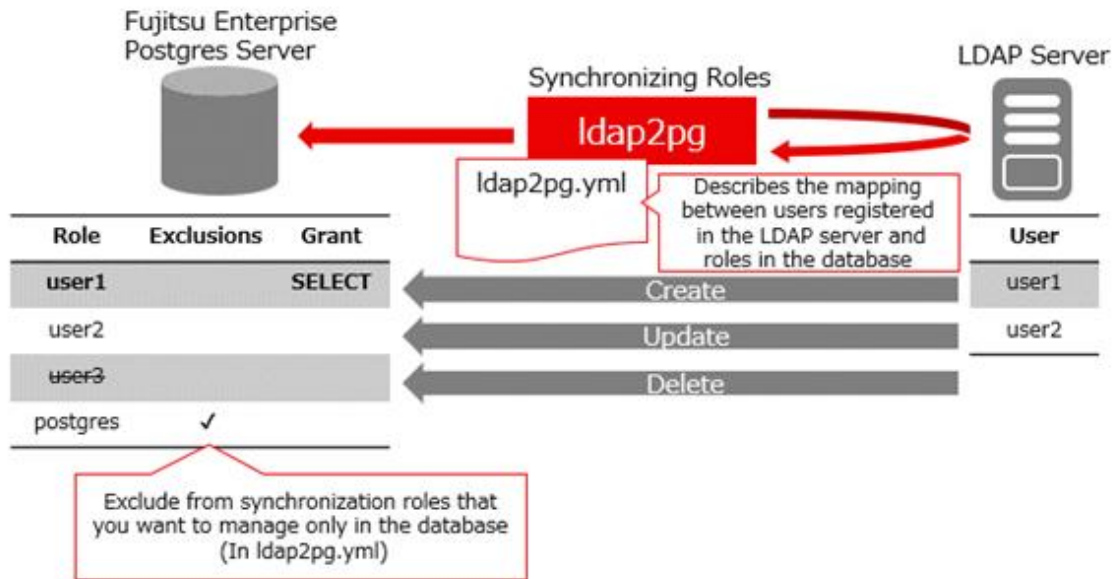 Fujitsu Enterprise
Postgres Server
Synchronizing Roles
LDAP Server
ldap2pg
ldap2pg.yml
Describes the mapping
between users registered
in the LDAP server and
roles in the database
Role Exclusions Grant
User
user1 SELECT
Create
user1
user2
Update
user2
user3
Delete
postgres ✓
Exclude from synchronization roles that
you want to manage only in the database
(In ldap2pg.yml)